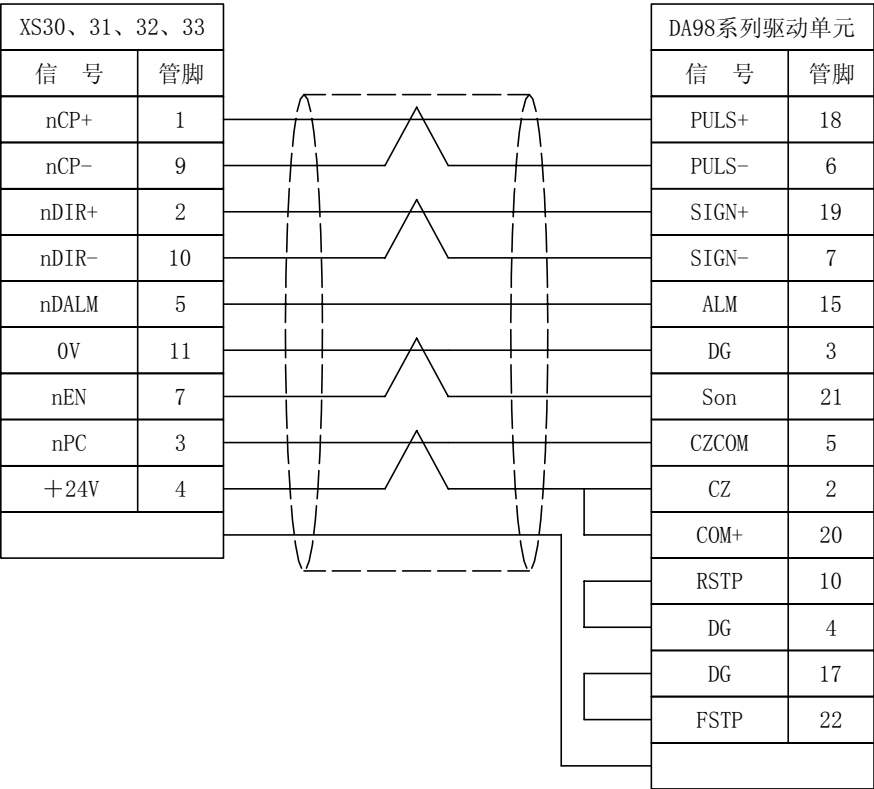 XS30、31、32、33
信 号 管脚
nCP+ 1
nCP- 9
nDIR+ 2
nDIR- 10
nDALM 5
0V 11
nEN 7
nPC 3
+24V 4
DA98系列驱动单元
信 号 管脚
PULS+ 18
PULS- 6
SIGN+ 19
SIGN- 7
ALM 15
DG 3
Son 21
CZCOM 5
CZ 2
COM+ 20
RSTP 10
DG 4
DG 17
FSTP 22